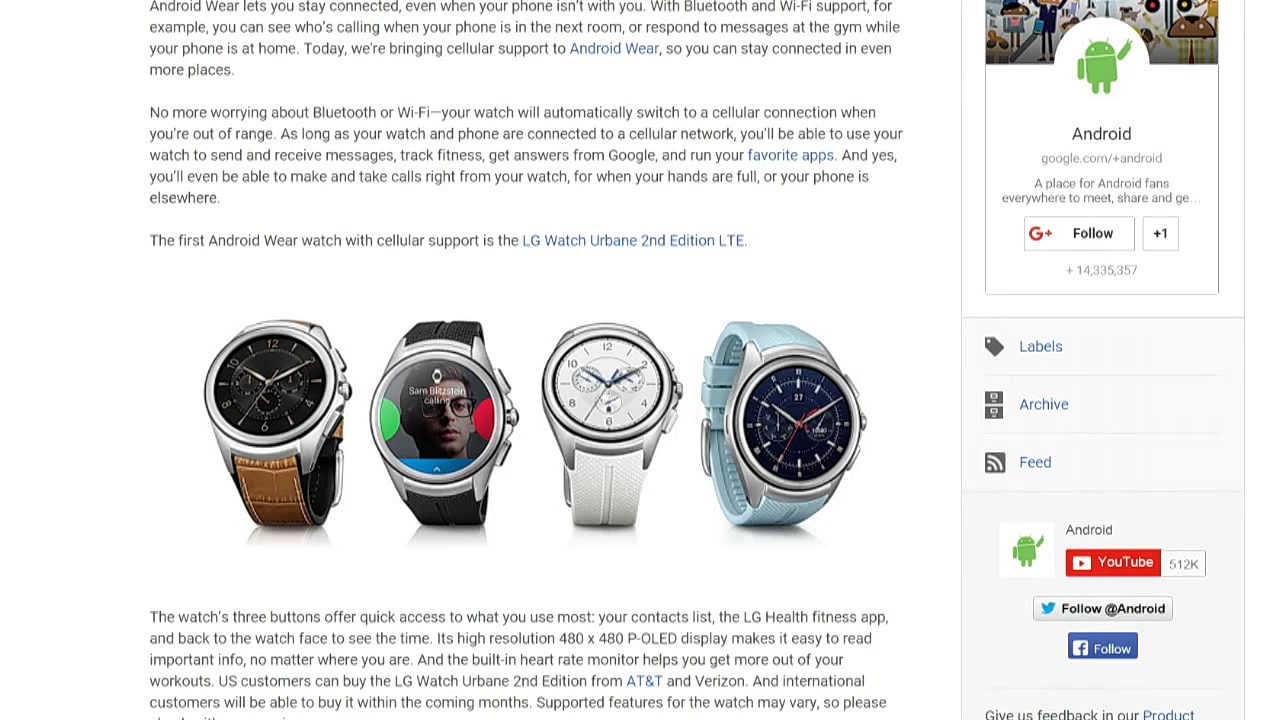 Android Wear lets you stay connected, even when your phone isn't with you. With Bluetooth and Wi-Fi support, for
example, you can see who's calling when your phone is in the next room, or respond to messages at the gym while
your phone is at home. Today, we're bringing cellular support to Android Wear, so you can stay connected in even
more places.
No more worrying about Bluetooth or Wi-Fi—your watch will automatically switch to a cellular connection when
you're out of range. As long as your watch and phone are connected to a cellular network, you'll be able to use your
watch to send and receive messages, track fitness, get answers from Google, and run your favorite apps. And yes,
you'll even be able to make and take calls right from your watch, for when your hands are full, or your phone is
elsewhere.
The first Android Wear watch with cellular support is the LG Watch Urbane 2nd Edition LTE.
Sam Blitzstein
calling
27
The watch's three buttons offer quick access to what you use most: your contacts list, the LG Health fitness app,
and back to the watch face to see the time. Its high resolution 480 x 480 P-OLED display makes it easy to read
important info, no matter where you are. And the built-in heart rate monitor helps you get more out of your
workouts. US customers can buy the LG Watch Urbane 2nd Edition from AT&T and Verizon. And international
customers will be able to buy it within the coming months. Supported features for the watch may vary, so please
Android
google.com/+android
A place for Android fans
everywhere to meet, share and ge…
G+ Follow +1
+ 14,335,357
Labels
Archive
Feed
Android
YouTube 512K
Follow @Android
Follow
Give us feedback in our Product